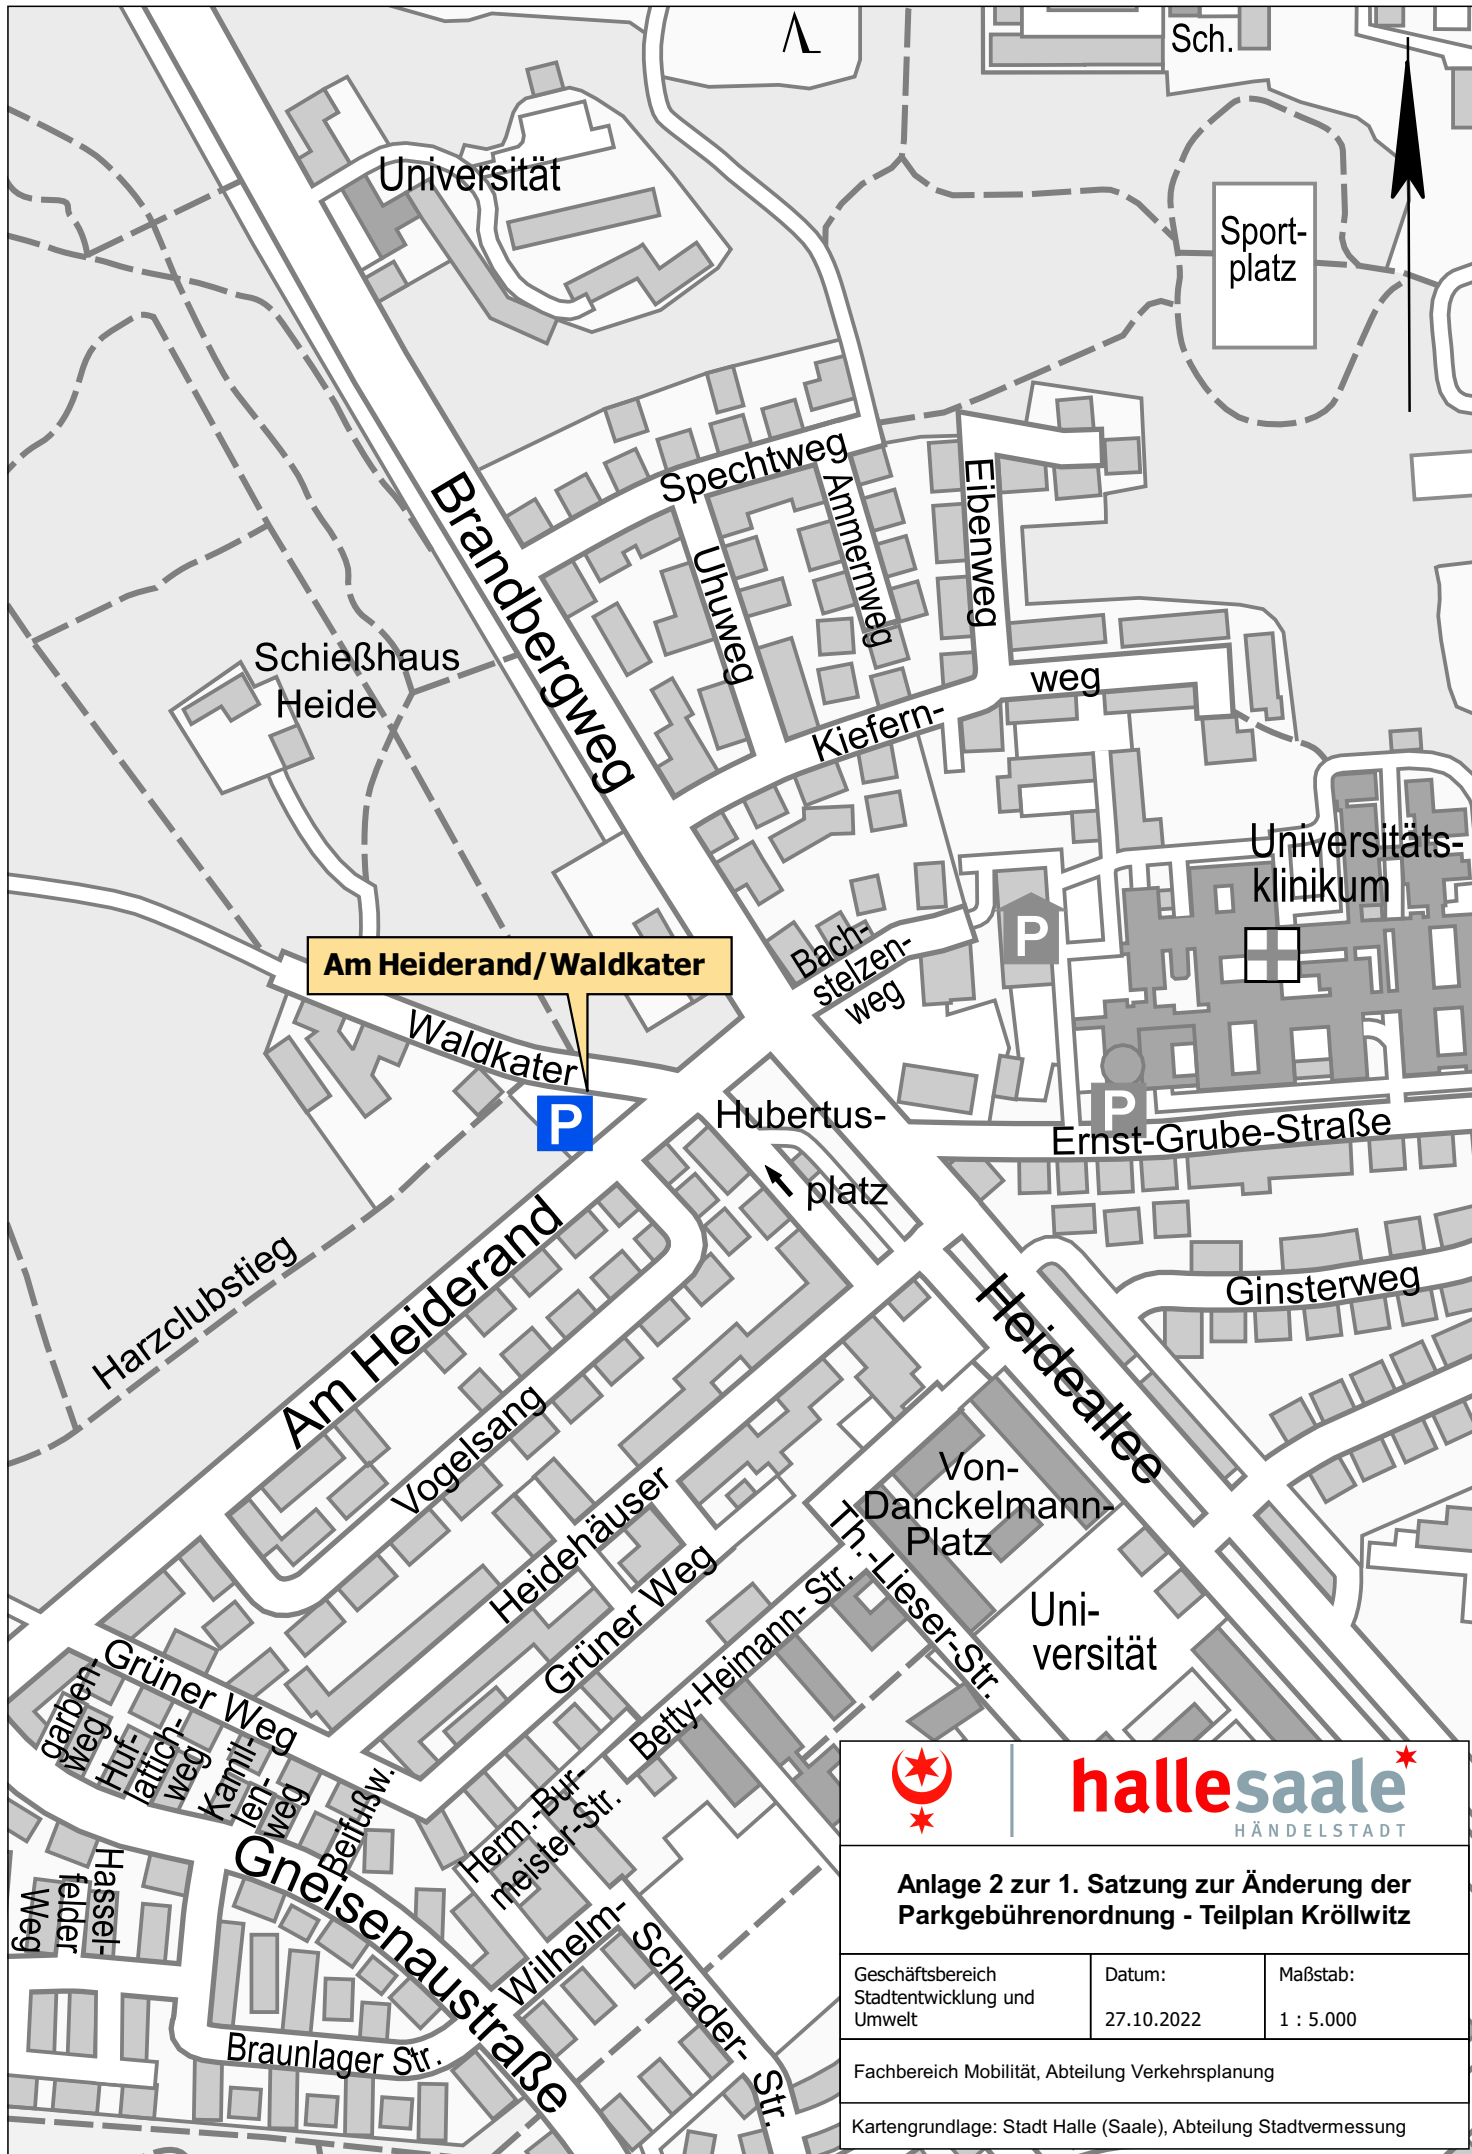 Sch.
Universität
Sport-
platz
Spechtweg
Ammernweg
Eibenweg
Uhuweg
Brandbergweg
Schießhaus
Heide
weg
Kiefern-
Universitäts-
klinikum
Bach-
stelzen-
weg
P
Am Heiderand/Waldkater
Waldkater
P
P
Hubertus-
platz
Ernst-Grube-Straße
Harzclubstieg
Am Heiderand
Ginsterweg
Heideallee
Vogelsang
Von-
Danckelmann-
Platz
Heidehäuser
Th.-Lieser-Str.
Grüner Weg
Betty-Heimann-Str.
Uni-
versität
Grüner Weg
garben-
weg
Huf-
lattich-
weg
Kamil-
len-
weg
Beifußw.
Herm.-Bur-
meister-Str.
Gneisenaustraße
Hassel-
felder
Weg
Wilhelm-
Schrader-
Str.
Braunlager Str.
hallesaale
HÄNDELSTADT
Anlage 2 zur 1. Satzung zur Änderung der
Parkgebührenordnung - Teilplan Kröllwitz
Geschäftsbereich
Stadtentwicklung und
Umwelt
Datum:
27.10.2022
Maßstab:
1 : 5.000
Fachbereich Mobilität, Abteilung Verkehrsplanung
Kartengrundlage: Stadt Halle (Saale), Abteilung Stadtvermessung